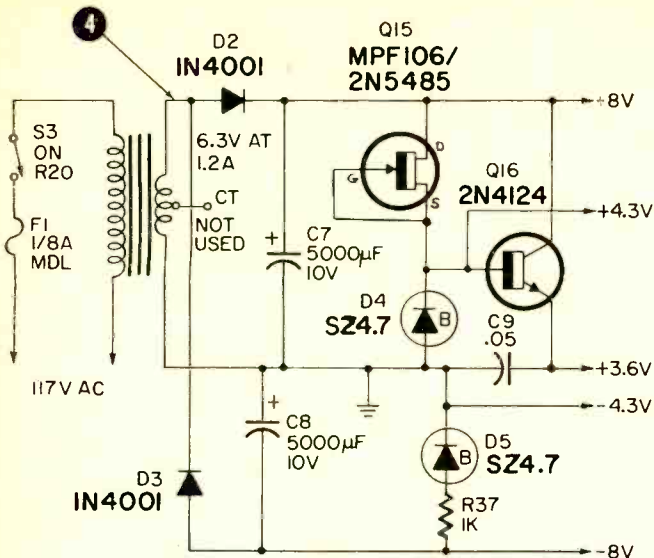 4
D2
1N4001
Q15
MPF106/
2N5485
+8V
S3
ON
R20
6.3V AT
1.2A
D
G
S
Q16
2N4124
+4.3V
CT
NOT
USED
F1
1/8A
MDL
+
C7
5000µF
10V
D4
SZ4.7
B
C9
.05
117V AC
+3.6V
-4.3V
+
C8
5000µF
10V
D5
SZ4.7
B
D3
1N4001
R37
1K
-8V